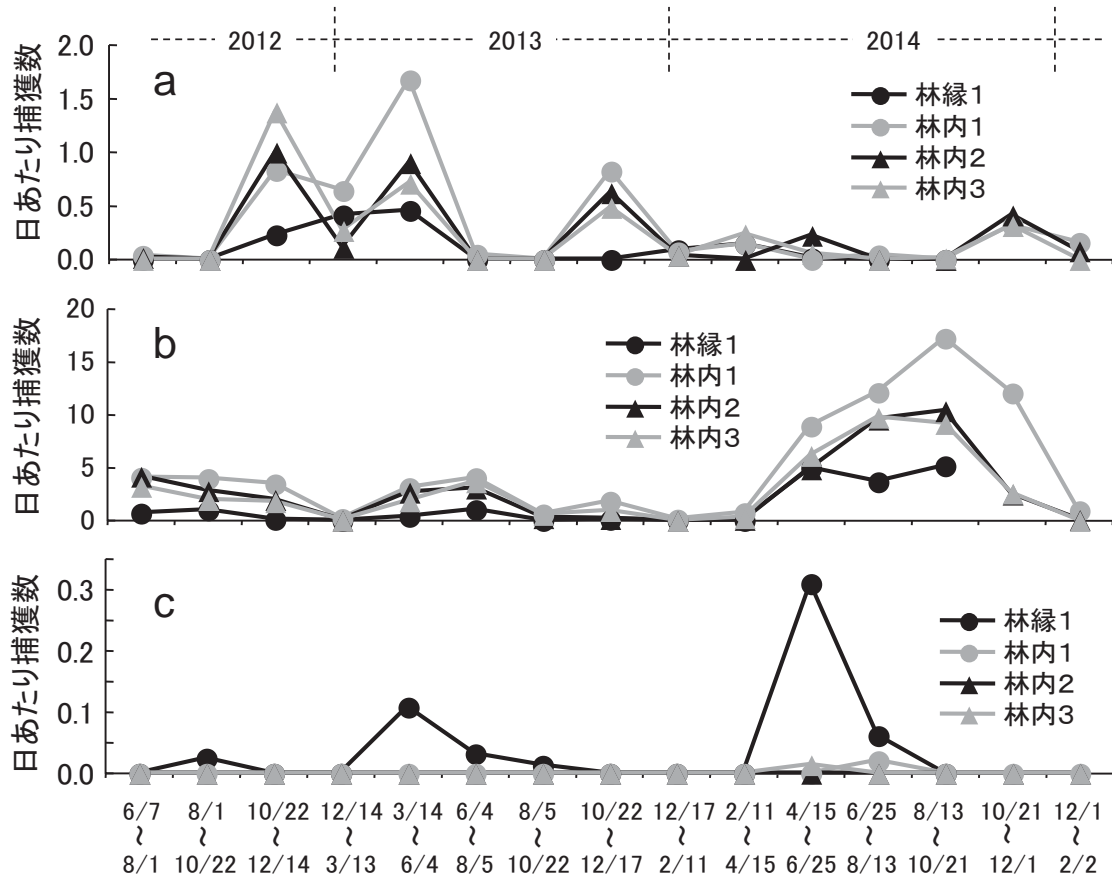 2012
2013
2014
日あたり捕獲数
2.0
1.5
1.0
0.5
0.0
a
林縁1
林内1
林内2
林内3
日あたり捕獲数
20
15
10
5
0
b
林縁1
林内1
林内2
林内3
日あたり捕獲数
0.3
0.2
0.1
0.0
c
林縁1
林内1
林内2
林内3
6/7 8/1 10/22 12/14 3/14 6/4 8/5 10/22 12/17 2/11 4/15 6/25 8/13 10/21 12/1
~ ~ ~ ~ ~ ~ ~ ~ ~ ~ ~ ~ ~ ~ ~
8/1 10/22 12/14 3/13 6/4 8/5 10/22 12/17 2/11 4/15 6/25 8/13 10/21 12/1 2/2